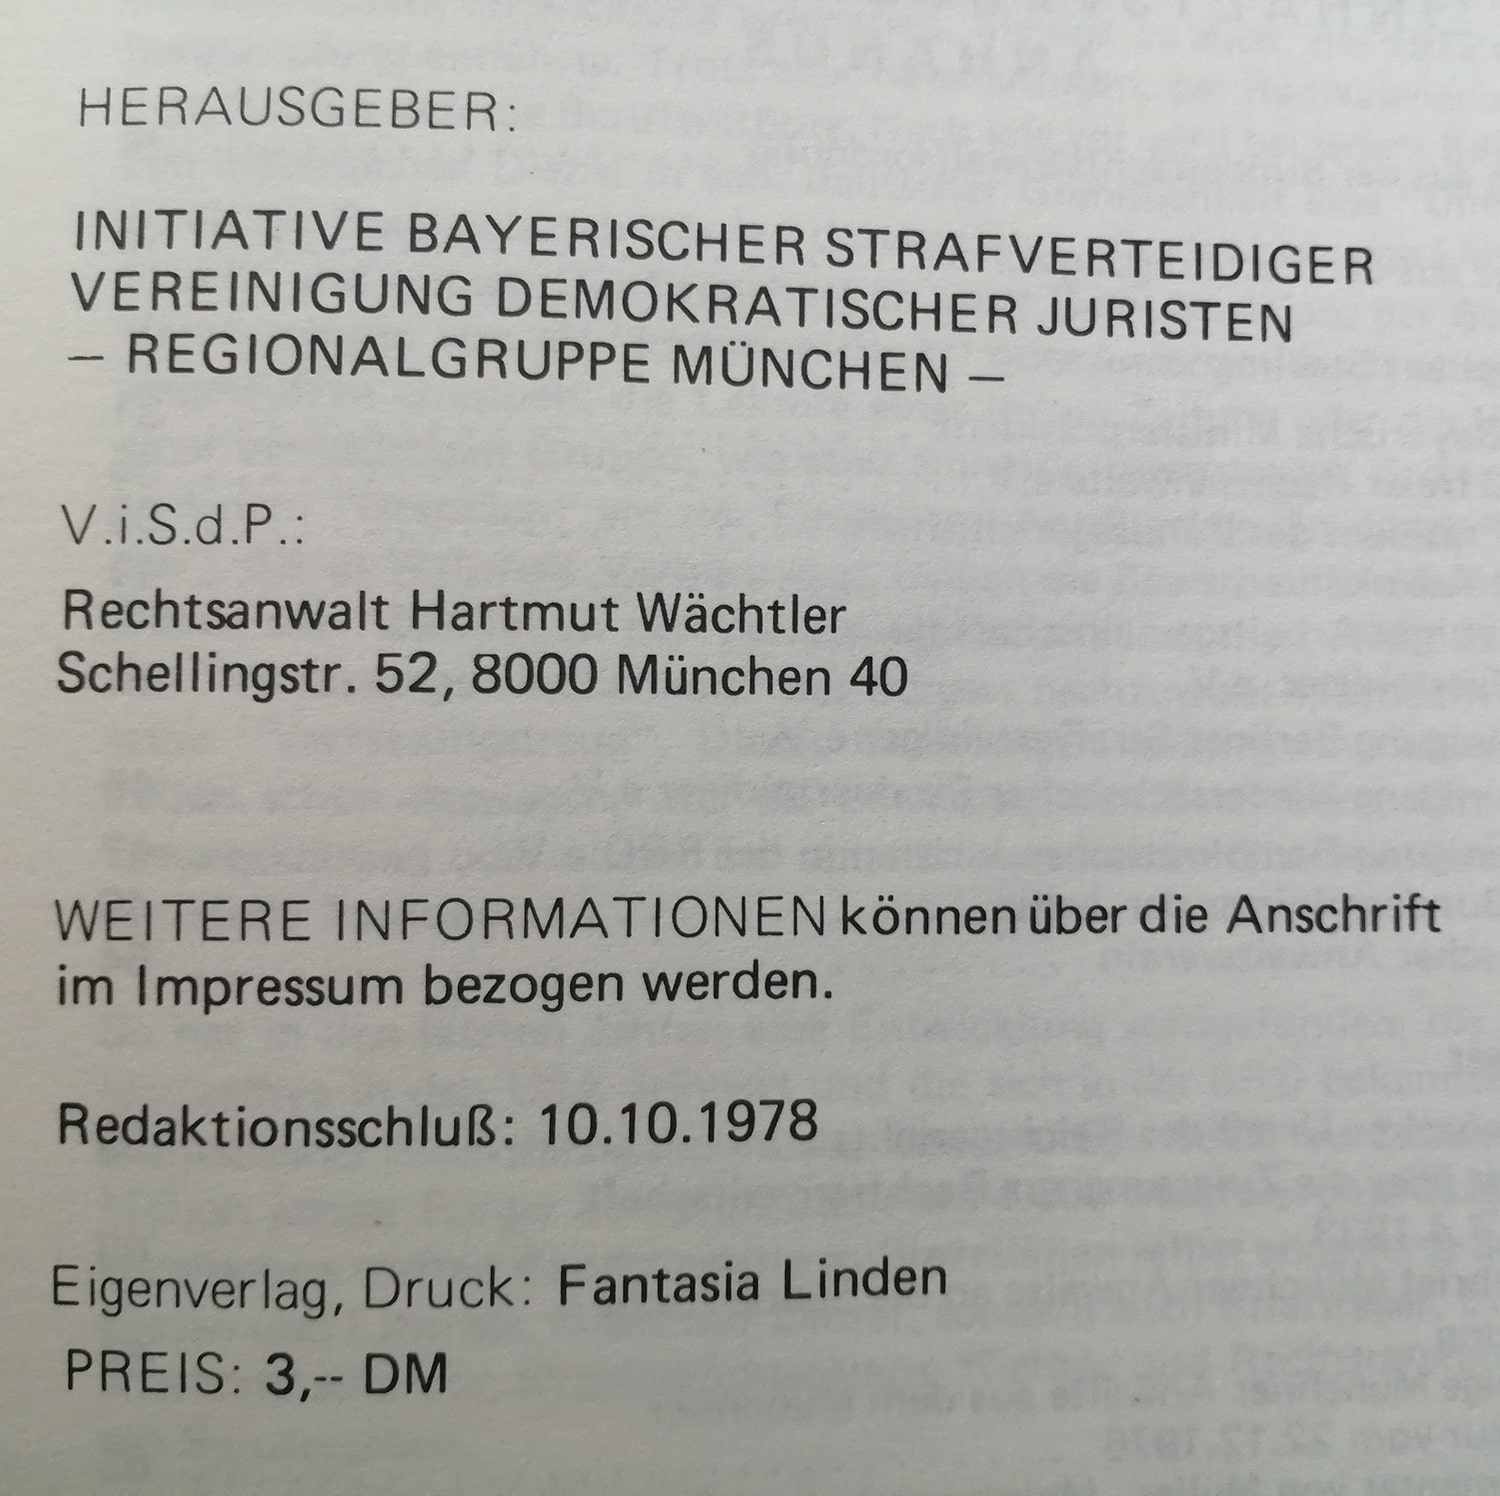 HERAUSGEBER:
INITIATIVE BAYERISCHER STRAFVERTEIDIGER
VEREINIGUNG DEMOKRATISCHER JURISTEN
– REGIONALGRUPPE MÜNCHEN –
V.i.S.d.P.:
Rechtsanwalt Hartmut Wächtler
Schellingstr. 52, 8000 München 40
WEITERE INFORMATIONEN können über die Anschrift
im Impressum bezogen werden.
Redaktionsschluß: 10.10.1978
Eigenverlag, Druck: Fantasia Linden
PREIS: 3,-- DM